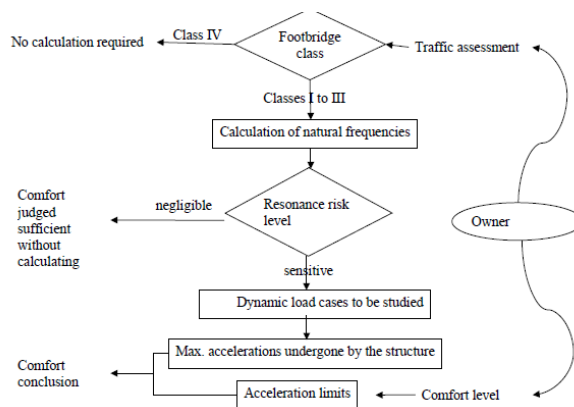 No calculation required
Class IV
Footbridge
class
Traffic assessment
Classes I to III
Calculation of natural frequencies
Comfort
judged
sufficient
without
calculating
negligible
Resonance risk
level
Owner
sensitive
Dynamic load cases to be studied
Max. accelerations undergone by the structure
Comfort
conclusion
Acceleration limits
Comfort level